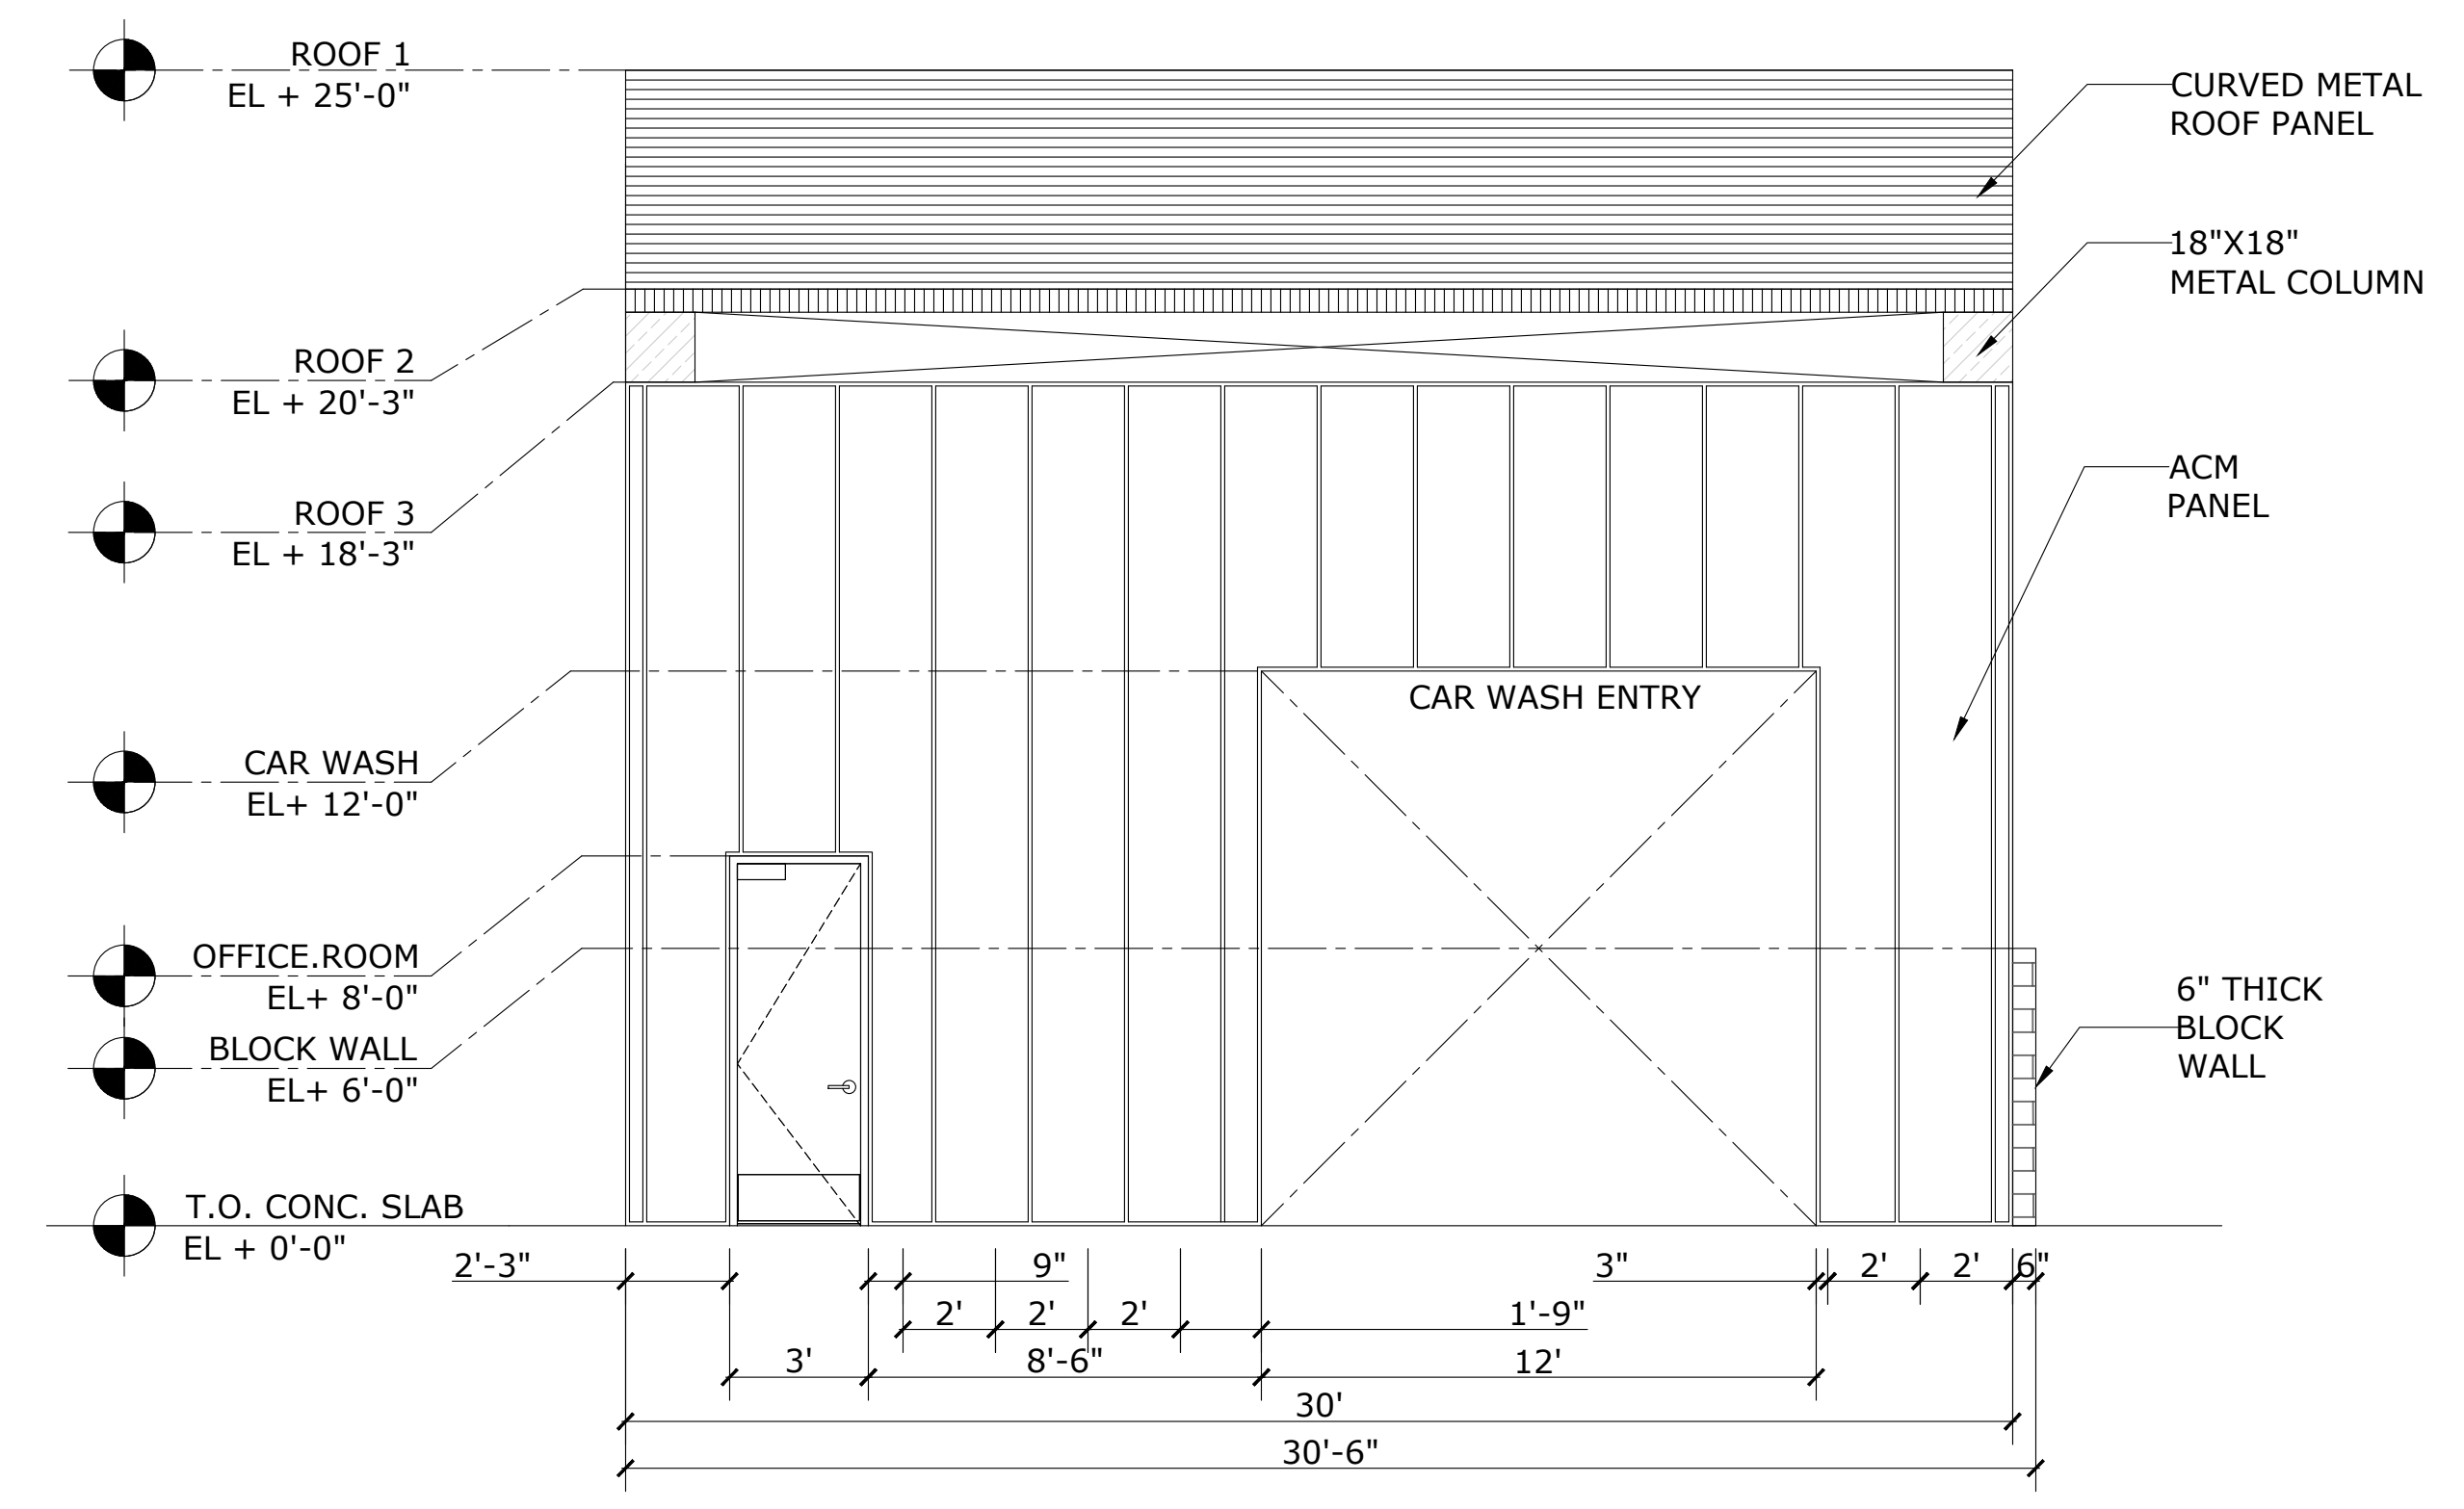 ROOF 1
EL + 25'-0"
CURVED METAL
ROOF PANEL
18"X18"
METAL COLUMN
ROOF 2
EL + 20'-3"
ROOF 3
EL + 18'-3"
ACM
PANEL
CAR WASH ENTRY
CAR WASH
EL+ 12'-0"
OFFICE.ROOM
EL+ 8'-0"
BLOCK WALL
EL+ 6'-0"
6" THICK
BLOCK
WALL
T.O. CONC. SLAB
EL + 0'-0"
2'-3" 9" 3" 2' 2' 6"
2' 2' 2' 1'-9"
3' 8'-6" 12'
30'
30'-6"